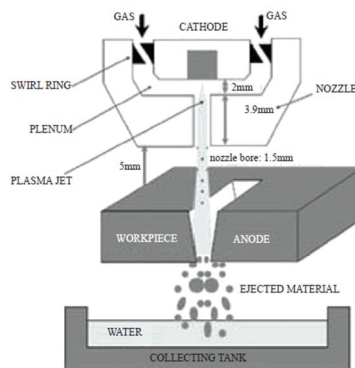 GAS
CATHODE
GAS
SWIRL RING
2mm
NOZZLE
PLENUM
3.9mm
5mm
nozzle bore: 1.5mm
PLASMA JET
WORKPIECE
ANODE
EJECTED MATERIAL
WATER
COLLECTING TANK